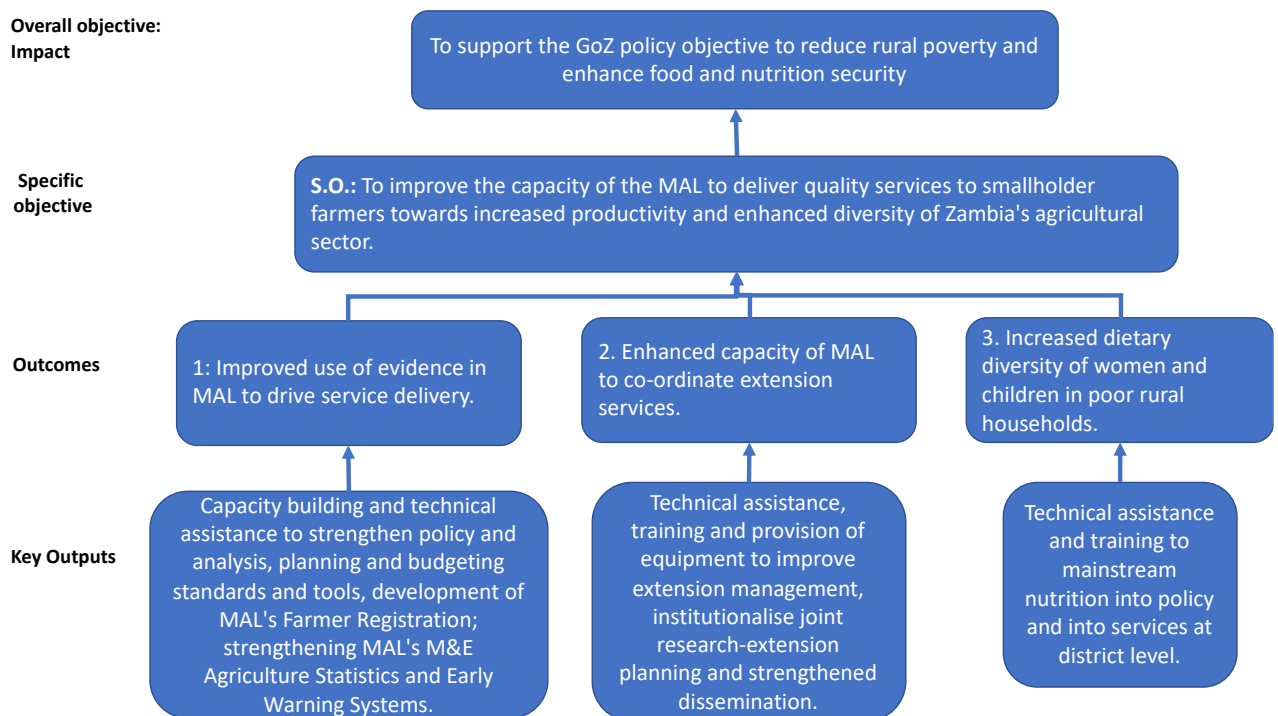 Overall objective:
Impact
To support the GoZ policy objective to reduce rural poverty and
enhance food and nutrition security
Specific
objective
S.O.: To improve the capacity of the MAL to deliver quality services to smallholder
farmers towards increased productivity and enhanced diversity of Zambia's agricultural
sector.
Outcomes
1: Improved use of evidence in
MAL to drive service delivery.
2. Enhanced capacity of MAL
to co-ordinate extension
services.
3. Increased dietary
diversity of women and
children in poor rural
households.
Key Outputs
Capacity building and technical
assistance to strengthen policy and
analysis, planning and budgeting
standards and tools, development of
MAL's Farmer Registration;
strengthening MAL's M&E
Agriculture Statistics and Early
Warning Systems.
Technical assistance,
training and provision of
equipment to improve
extension management,
institutionalise joint
research-extension
planning and strengthened
dissemination.
Technical assistance
and training to
mainstream
nutrition into policy
and into services at
district level.